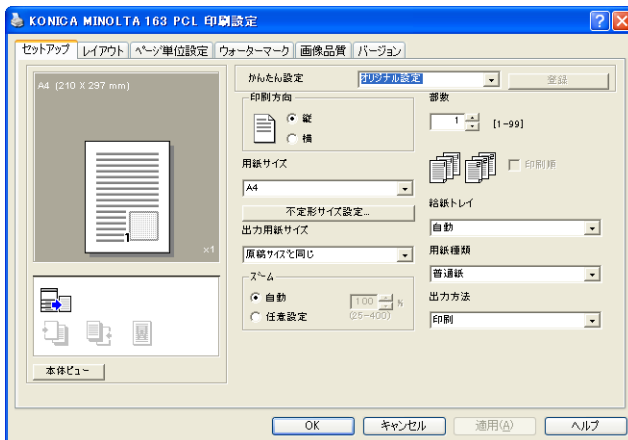 KONICA MINOLTA 163 PCL 印刷設定
セットアップ レイアウト ページ単位設定 ウォーターマーク 画像品質 バージョン
A4 (210 X 297 mm)
1
×1
本体ビュー
かんたん設定 オリジナル設定 登録
印刷方向
縦
横
用紙サイズ
A4
不定形サイズ設定...
出力用紙サイズ
原稿サイズと同じ
ズーム
自動
任意設定
100 %
(25-400)
部数
1 [1-99]
印刷順
給紙トレイ
自動
用紙種類
普通紙
出力方法
印刷
OK キャンセル 適用(A) ヘルプ